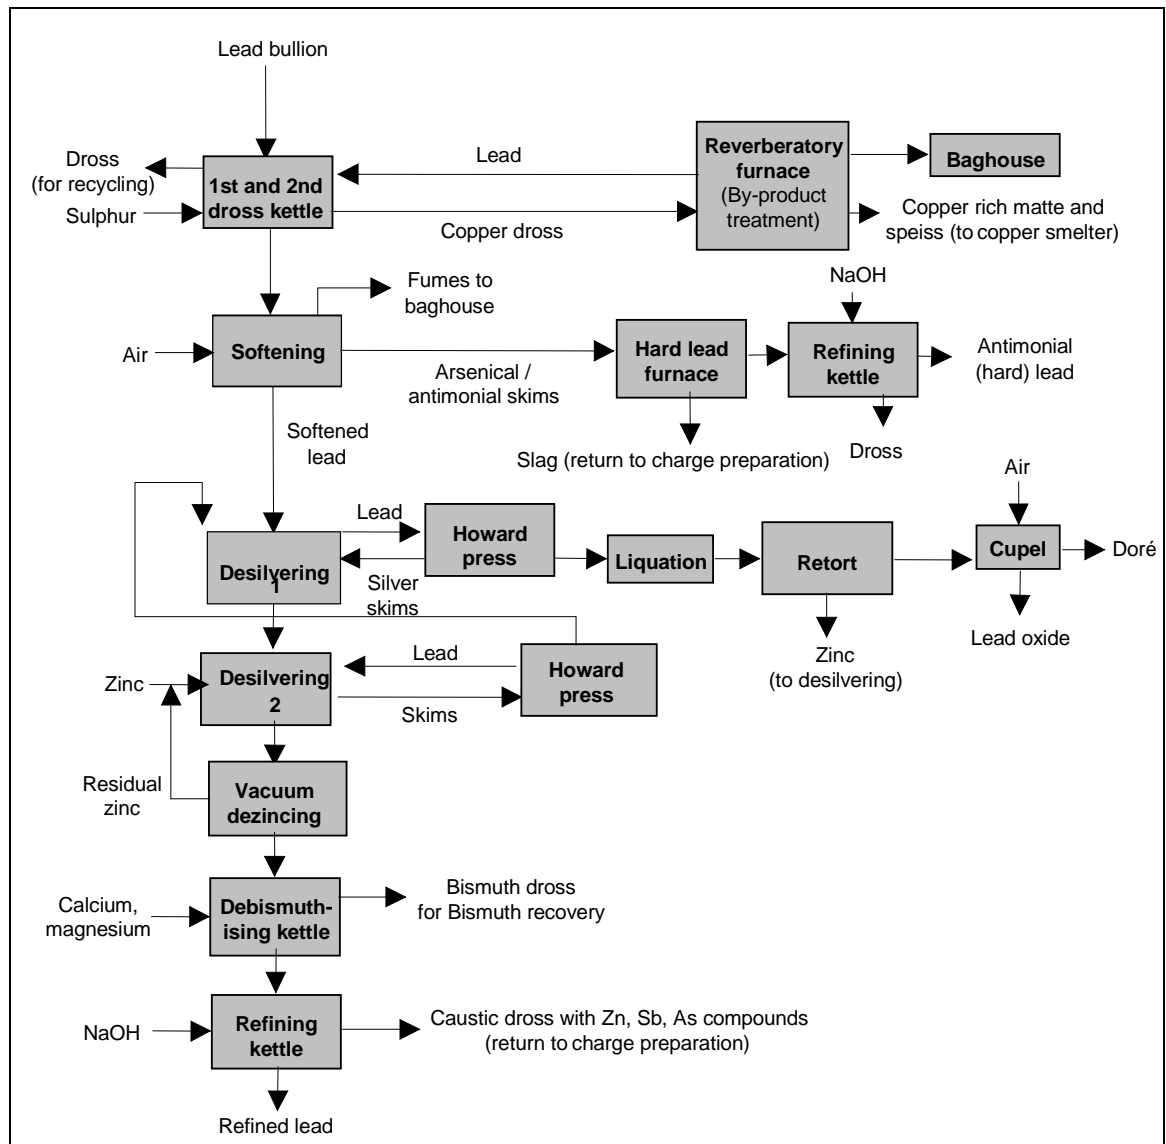 Lead bullion
Dross
(for recycling)
Sulphur
1st and 2nd
dross kettle
Lead
Copper dross
Reverberatory
furnace
(By-product
treatment)
Baghouse
Copper rich matte and
speiss (to copper smelter)
Fumes to
baghouse
Air
Softening
Arsenical /
antimonial skims
Hard lead
furnace
NaOH
Refining
kettle
Antimonial
(hard) lead
Slag (return to charge preparation)
Dross
Softened
lead
Desilvering
1
Lead
Silver
skims
Howard
press
Liquation
Retort
Air
Cupel
Doré
Lead oxide
Zinc
(to desilvering)
Zinc
Desilvering
2
Lead
Skims
Howard
press
Residual
zinc
Vacuum
dezincing
Calcium,
magnesium
Debismuth-
ising kettle
Bismuth dross
for Bismuth recovery
NaOH
Refining
kettle
Caustic dross with Zn, Sb, As compounds
(return to charge preparation)
Refined lead